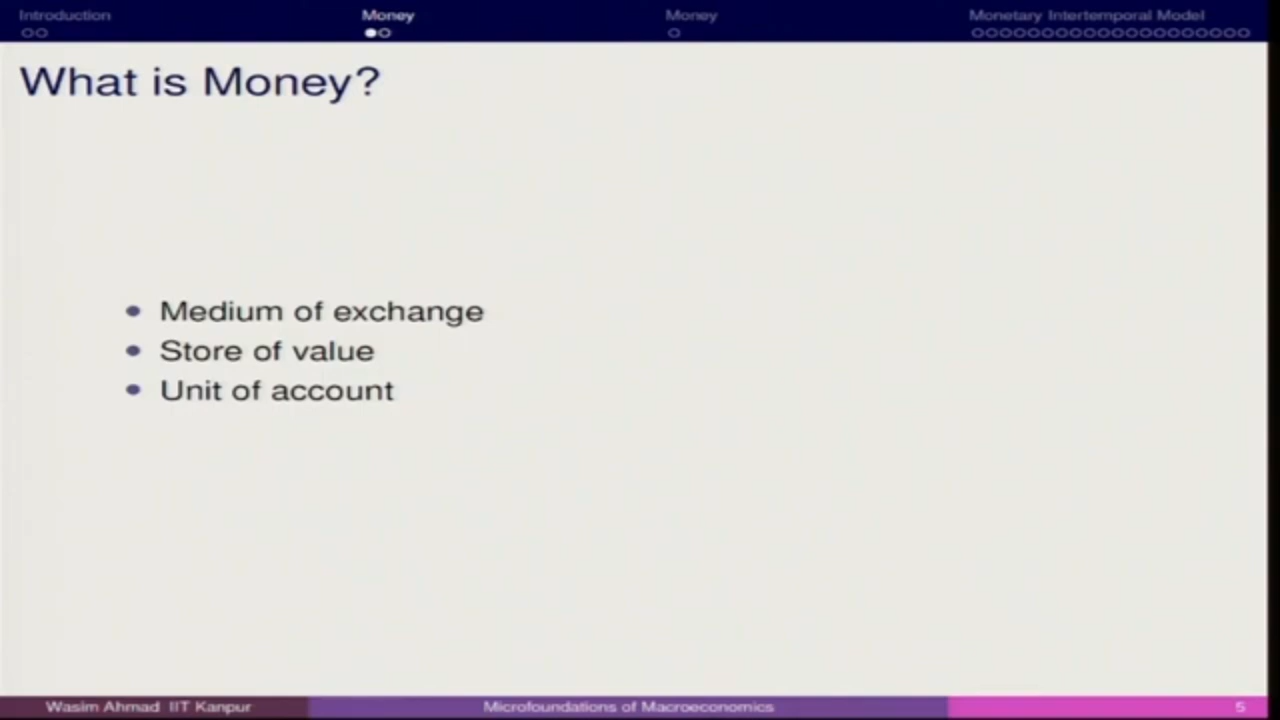 Introduction
Money
Money
Monetary Intertemporal Model
What is Money?
Medium of exchange
Store of value
Unit of account
Wasim Ahmad IIT Kanpur
Microfoundations of Macroeconomics
5